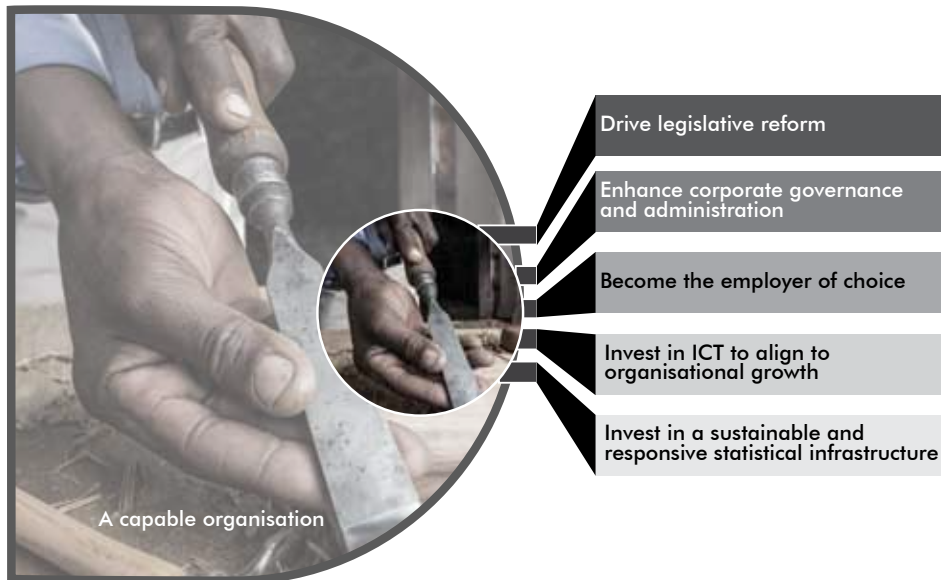 Drive legislative reform
Enhance corporate governance
and administration
Become the employer of choice
Invest in ICT to align to
organisational growth
Invest in a sustainable and
responsive statistical infrastructure
A capable organisation